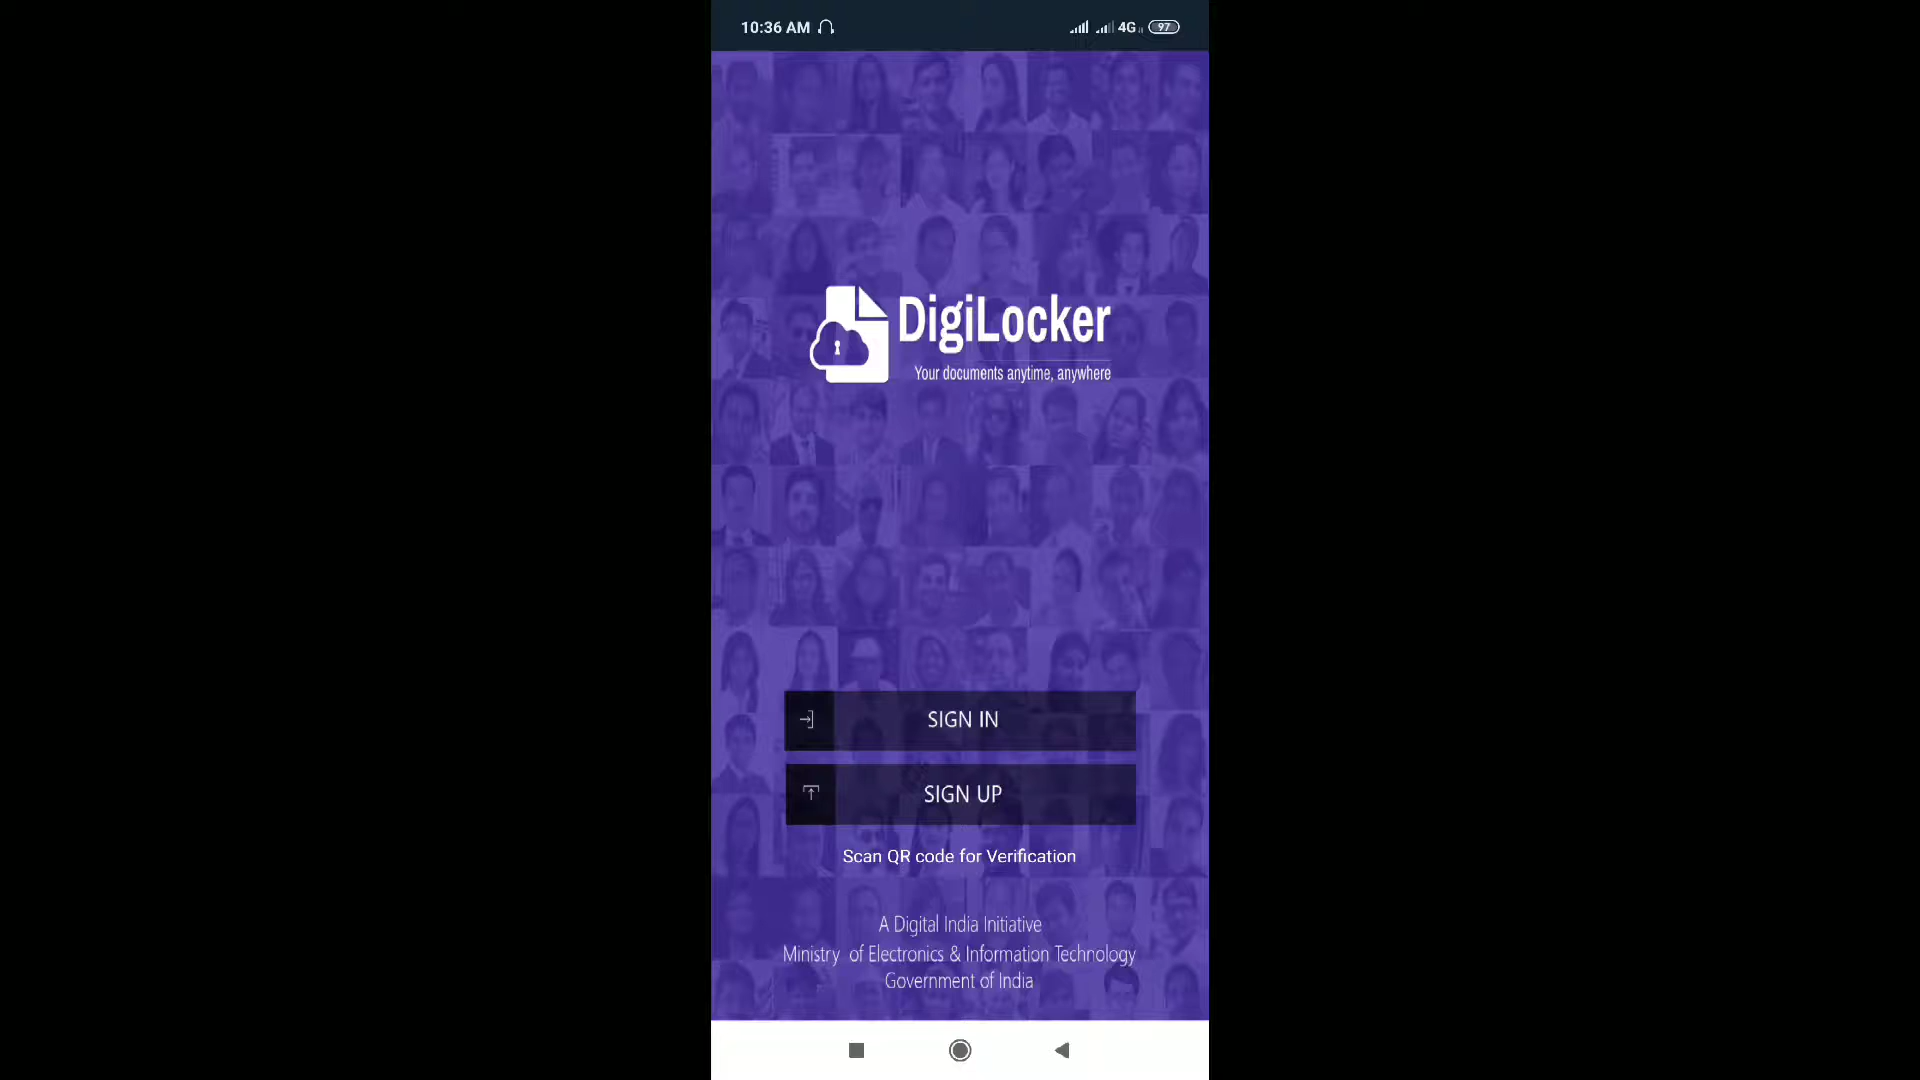 10:36 AM 4G 97
DigiLocker
Your documents anytime, anywhere
SIGN IN
SIGN UP
Scan QR code for Verification
A Digital India Initiative
Ministry of Electronics & Information Technology
Government of India